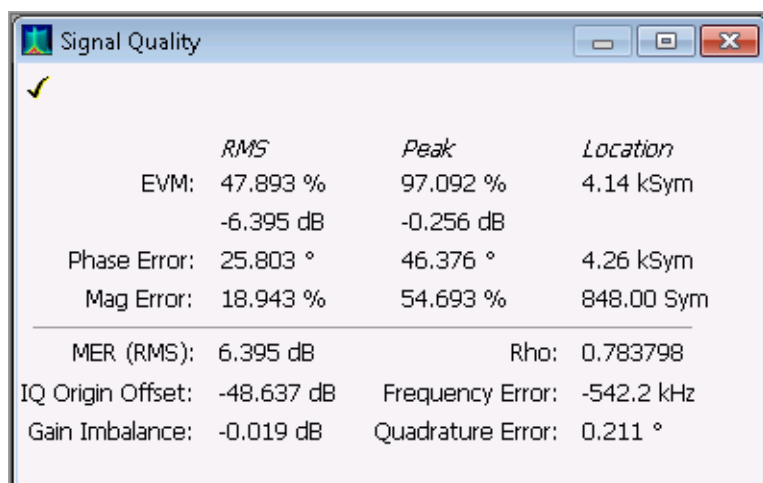 Signal Quality
RMS Peak Location
EVM: 47.893 % 97.092 % 4.14 kSym
-6.395 dB -0.256 dB
Phase Error: 25.803 ° 46.376 ° 4.26 kSym
Mag Error: 18.943 % 54.693 % 848.00 Sym
MER (RMS): 6.395 dB Rho: 0.783798
IQ Origin Offset: -48.637 dB Frequency Error: -542.2 kHz
Gain Imbalance: -0.019 dB Quadrature Error: 0.211 °